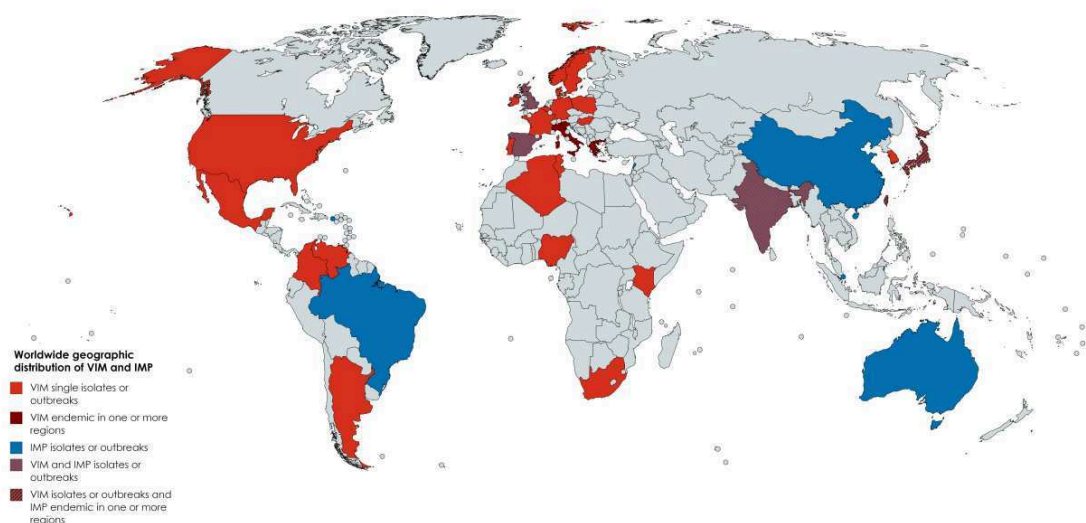 Worldwide geographic
distribution of VIM and IMP
VIM single isolates or
outbreaks
VIM endemic in one or more
regions
IMP isolates or outbreaks
VIM and IMP isolates or
outbreaks
VIM isolates or outbreaks and
IMP endemic in one or more
regions